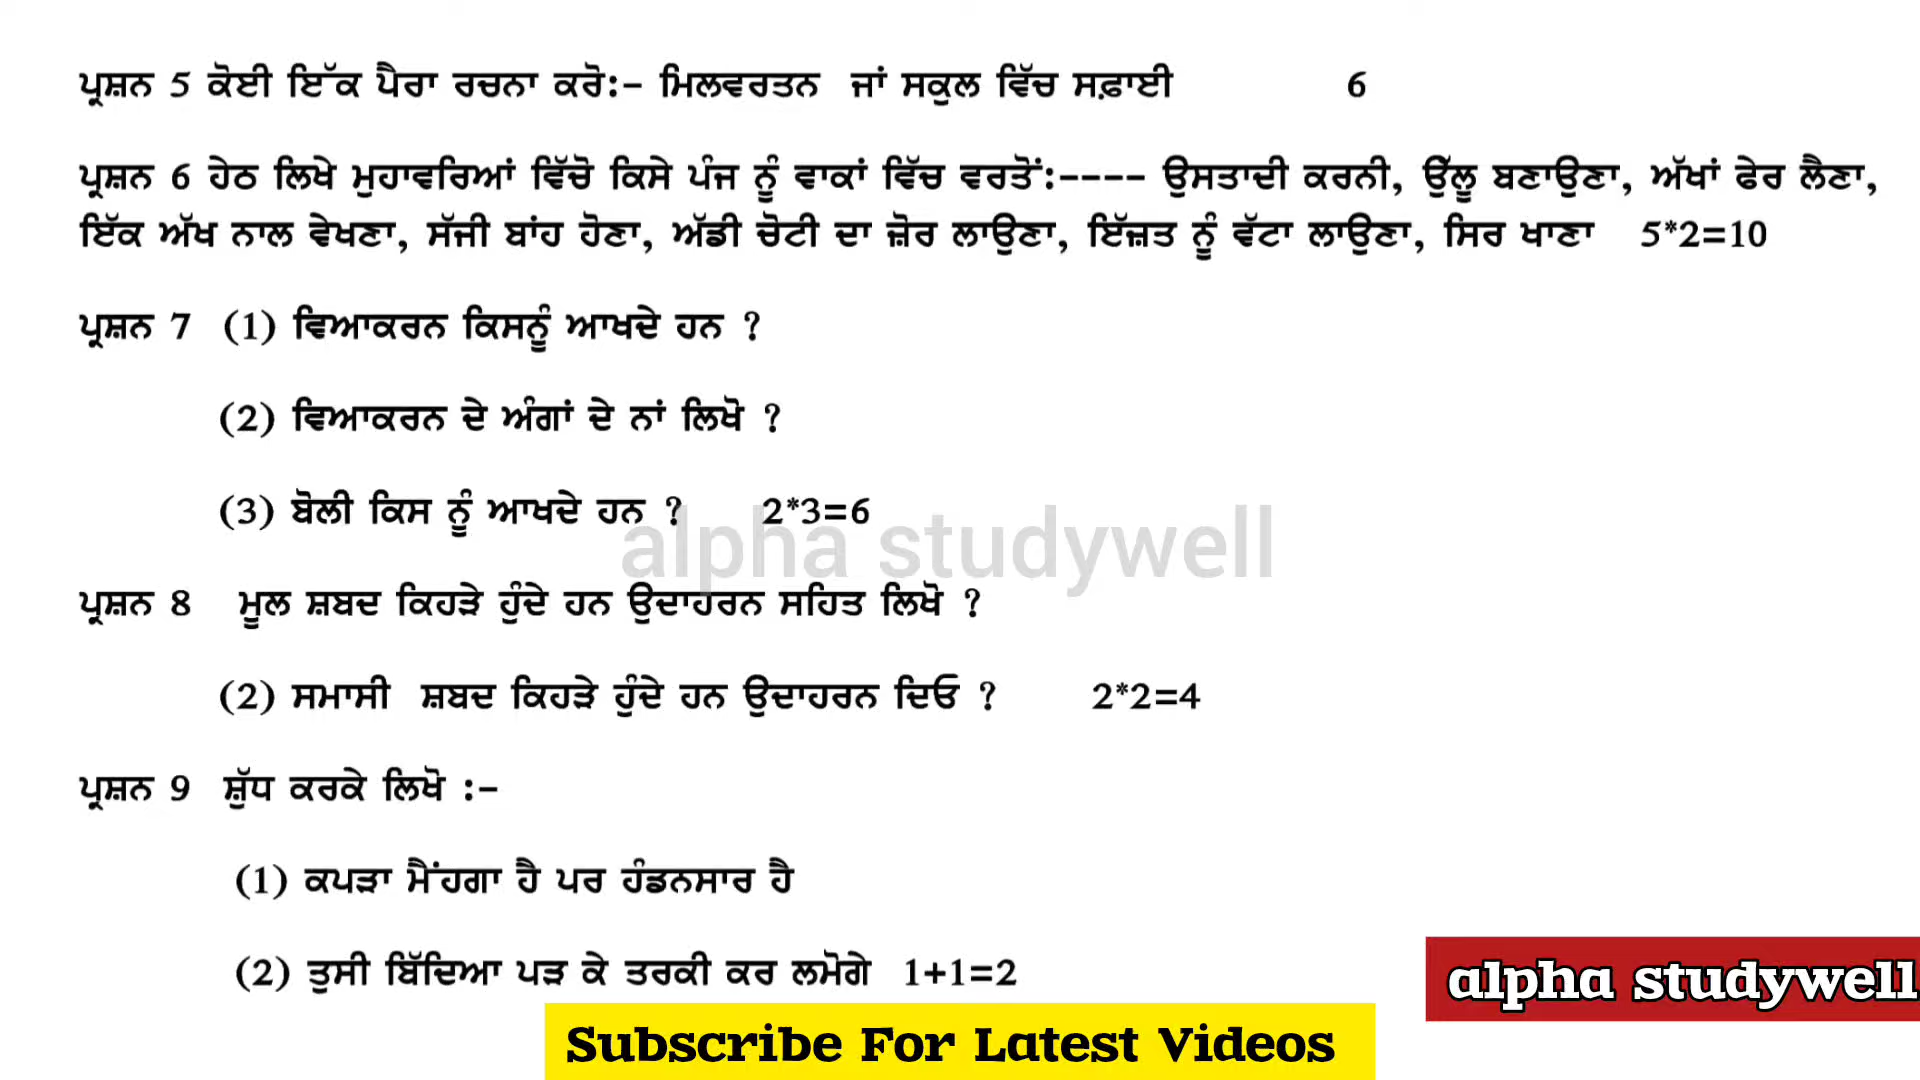 ਪ੍ਰਸ਼ਨ 5 ਕੋਈ ਇੱਕ ਪੈਰਾ ਰਚਨਾ ਕਰੋ:- ਮਿਲਵਰਤਨ ਜਾਂ ਸਕੂਲ ਵਿੱਚ ਸਫ਼ਾਈ 6
ਪ੍ਰਸ਼ਨ 6 ਹੇਠ ਲਿਖੇ ਮੁਹਾਵਰਿਆਂ ਵਿੱਚੋ ਕਿਸੇ ਪੰਜ ਨੂੰ ਵਾਕਾਂ ਵਿੱਚ ਵਰਤੋਂ:---- ਉਸਤਾਦੀ ਕਰਨੀ, ਉੱਲੂ ਬਣਾਉਣਾ, ਅੱਖਾਂ ਫੇਰ ਲੈਣਾ,
ਇੱਕ ਅੱਖ ਨਾਲ ਵੇਖਣਾ, ਸੱਜੀ ਬਾਂਹ ਹੋਣਾ, ਅੱਡੀ ਚੋਟੀ ਦਾ ਜ਼ੋਰ ਲਾਉਣਾ, ਇੱਜ਼ਤ ਨੂੰ ਵੱਟਾ ਲਾਉਣਾ, ਸਿਰ ਖਾਣਾ 5*2=10
ਪ੍ਰਸ਼ਨ 7 (1) ਵਿਆਕਰਨ ਕਿਸਨੂੰ ਆਖਦੇ ਹਨ ?
(2) ਵਿਆਕਰਨ ਦੇ ਅੰਗਾਂ ਦੇ ਨਾਂ ਲਿਖੋ ?
(3) ਬੋਲੀ ਕਿਸ ਨੂੰ ਆਖਦੇ ਹਨ ? 2*3=6
alpha studywell
ਪ੍ਰਸ਼ਨ 8 ਮੂਲ ਸ਼ਬਦ ਕਿਹੜੇ ਹੁੰਦੇ ਹਨ ਉਦਾਹਰਨ ਸਹਿਤ ਲਿਖੋ ?
(2) ਸਮਾਸੀ ਸ਼ਬਦ ਕਿਹੜੇ ਹੁੰਦੇ ਹਨ ਉਦਾਹਰਨ ਦਿਓ ? 2*2=4
ਪ੍ਰਸ਼ਨ 9 ਸ਼ੁੱਧ ਕਰਕੇ ਲਿਖੋ :-
(1) ਕਪੜਾ ਮੈਂਹਗਾ ਹੈ ਪਰ ਹੰਡਨਸਾਰ ਹੈ
(2) ਤੁਸੀ ਬਿੱਦਿਆ ਪੜ ਕੇ ਤਰਕੀ ਕਰ ਲਮੋਗੇ 1+1=2
alpha studywell
Subscribe For Latest Videos